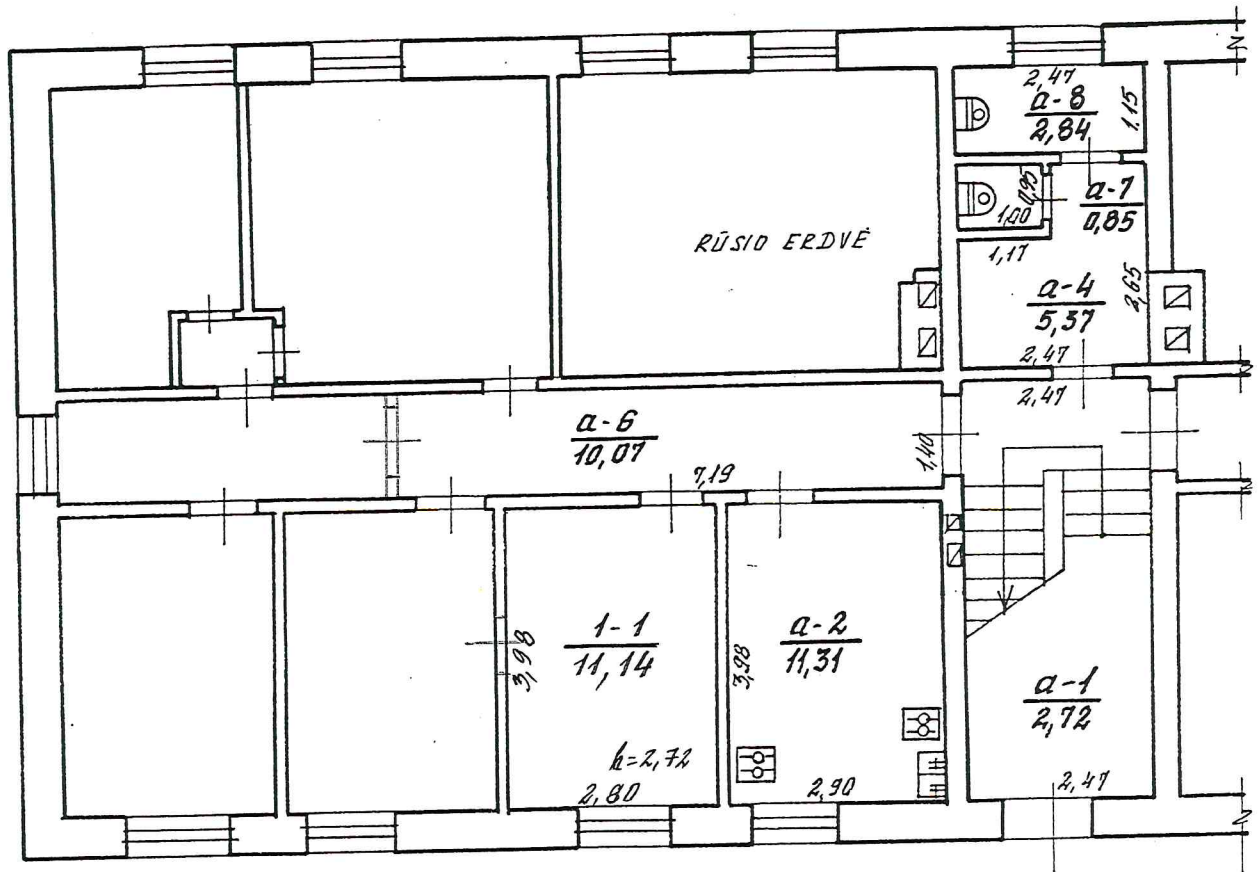 2,47
a-8
2,84
1,15
0,95
1,00
a-7
0,85
RŪSIO ERDVĖ
1,17
a-4
5,37
2,65
2,47
2,47
a-6
10,07
1,40
7,19
1-1
11,14
3,98
h=2,72
2,80
a-2
11,31
3,98
2,90
a-1
2,72
2,47